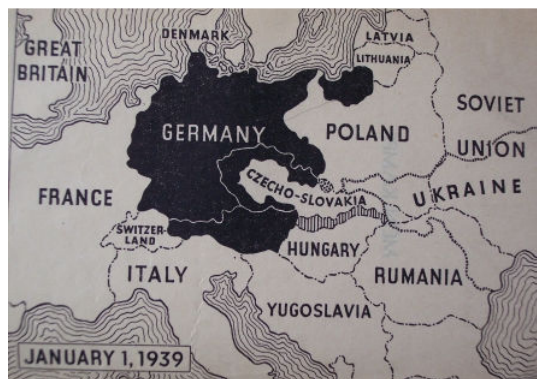 GREAT
BRITAIN
DENMARK
LATVIA
LITHUANIA
GERMANY
POLAND
SOVIET
UNION
CZECHO-SLOVAKIA
UKRAINE
FRANCE
SWITZER-
LAND
HUNGARY
ITALY
RUMANIA
YUGOSLAVIA
JANUARY 1, 1939